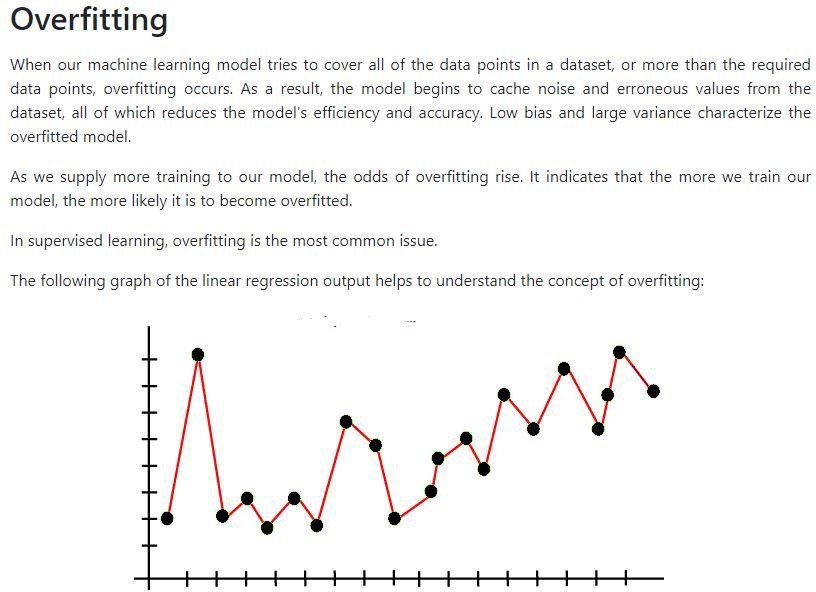 Overfitting
When our machine learning model tries to cover all of the data points in a dataset, or more than the required
data points, overfitting occurs. As a result, the model begins to cache noise and erroneous values from the
dataset, all of which reduces the model's efficiency and accuracy. Low bias and large variance characterize the
overfitted model.
As we supply more training to our model, the odds of overfitting rise. It indicates that the more we train our
model, the more likely it is to become overfitted.
In supervised learning, overfitting is the most common issue.
The following graph of the linear regression output helps to understand the concept of overfitting: